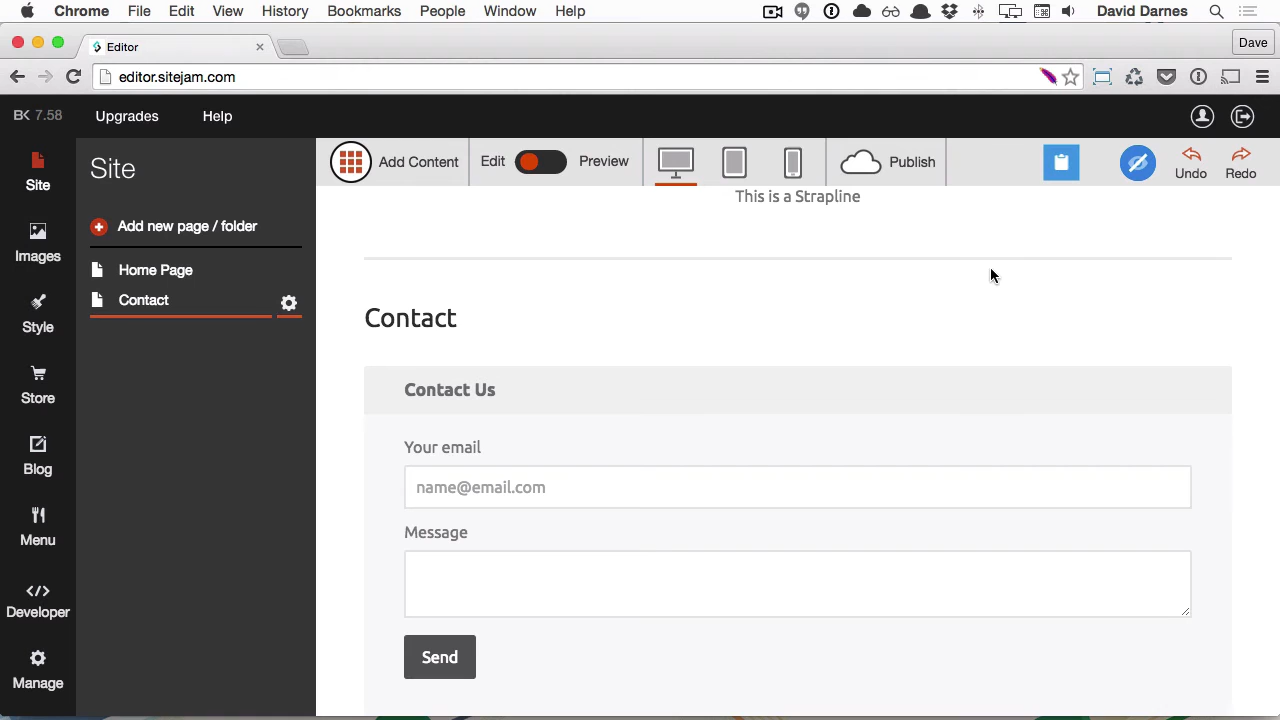 Chrome File Edit View History Bookmarks People Window Help David Darnes
Editor
Dave
editor.sitejam.com
BK 7.58 Upgrades Help
Site
Images
Style
Store
Blog
Menu
Developer
Manage
Site
Add new page / folder
Home Page
Contact
Add Content Edit Preview Publish Undo Redo
This is a Strapline
Contact
Contact Us
Your email
name@email.com
Message
Send